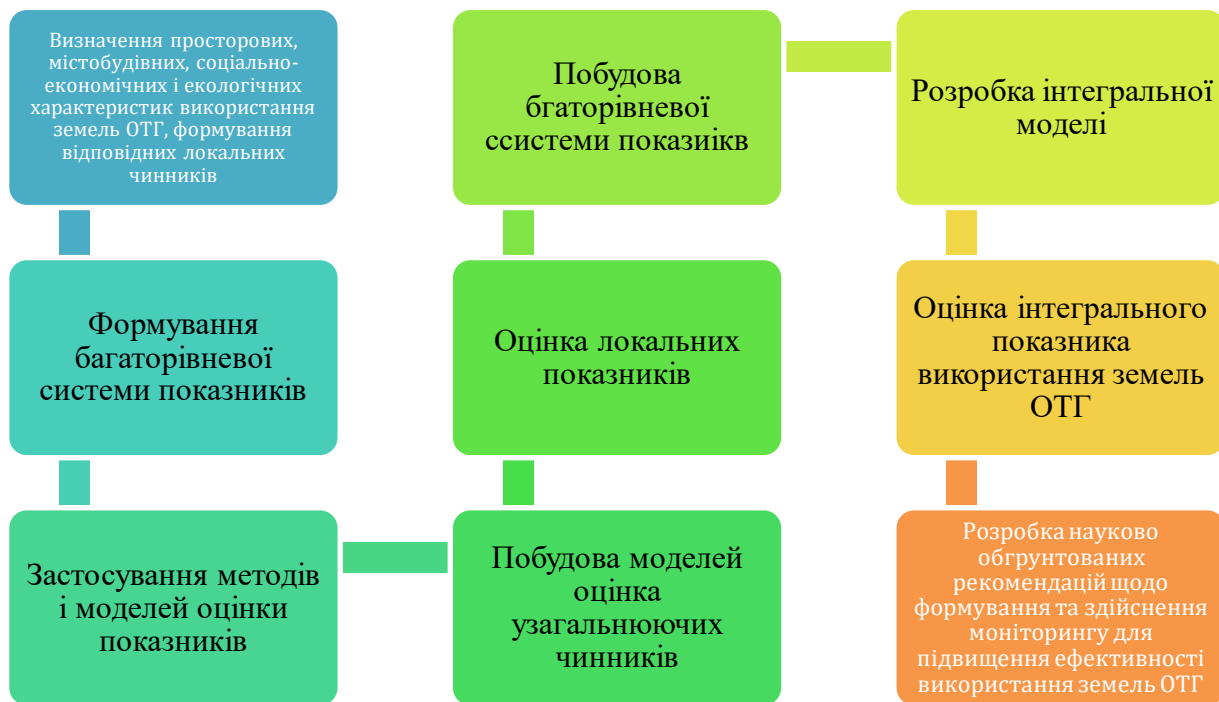 Визначення просторових,
містобудівних, соціально-
економічних і екологічних
характеристик використання
земель ОТГ, формування
відповідних локальних
чинників
Формування
багаторівневої
системи показників
Застосування методів
і моделей оцінки
показників
Побудова моделей
оцінка
узагальнюючих
чинників
Оцінка локальних
показників
Побудова
бгаторівневої
ссистеми показиікв
Розробка інтегральної
моделі
Оцінка інтегрального
показника
використання земель
ОТГ
Розробка науково
обгрунтованих
рекомендацій щодо
формування та здійснення
моніторингу для
підвищення ефективності
використання земель ОТГ